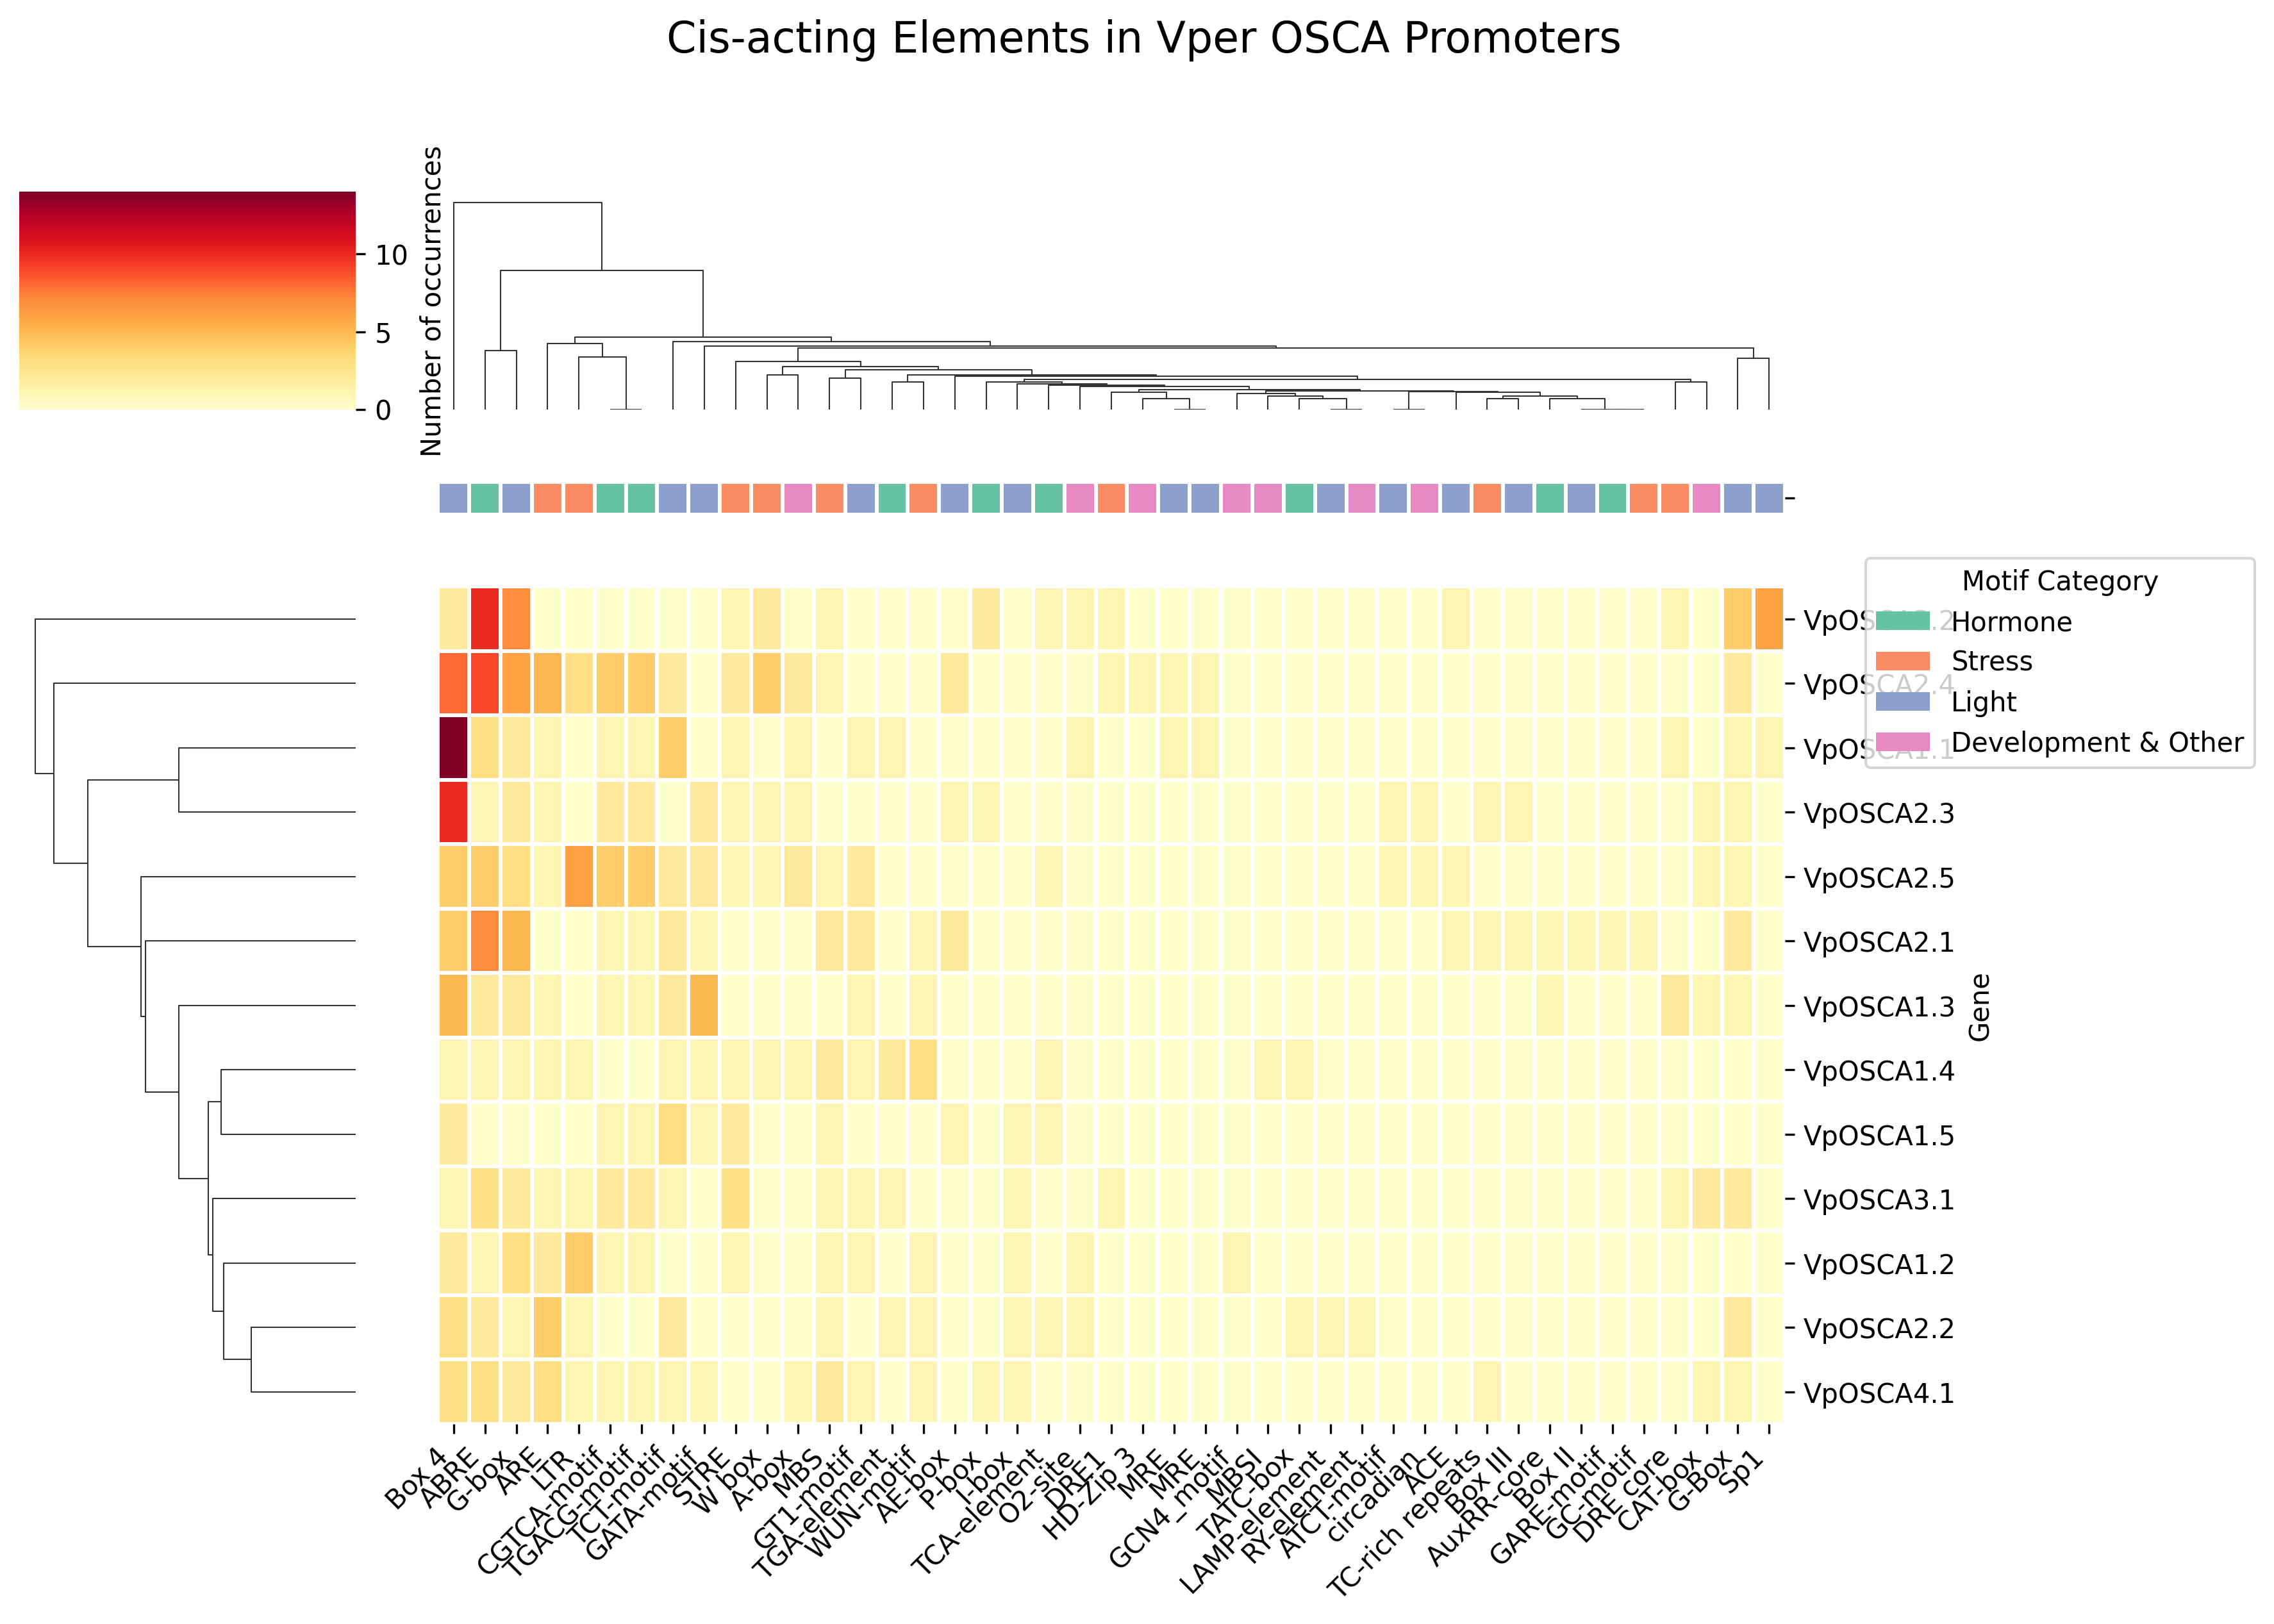 Cis-acting Elements in Vper OSCA Promoters
Number of occurrences
10
5
0
Motif Category
Hormone
Stress
Light
Development & Other
VpOSCA2.4
VpOSCA1.1
VpOSCA2.3
VpOSCA2.5
VpOSCA2.1
VpOSCA1.3
VpOSCA1.4
VpOSCA1.5
VpOSCA3.1
VpOSCA1.2
VpOSCA2.2
VpOSCA4.1
Gene
Box 4
ABRE
G-box
ARE
LTR
CGTCA-motif
TGACG-motif
TCT-motif
GATA-motif
STRE
W box
A-box
MBS
GT1-motif
TGA-element
WUN-motif
AE-box
P-box
I-box
TCA-element
O2-site
DRE1
HD-Zip 3
MRE
MRE
GCN4_motif
MBSI
TATC-box
LAMP-element
RY-element
ATCT-motif
circadian
ACE
TC-rich repeats
Box III
AuxRR-core
Box II
GARE-motif
GC-motif
DRE core
CAT-box
G-Box
Sp1